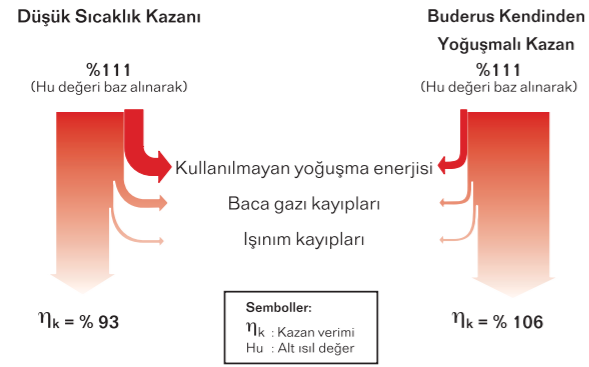 Düşük Sıcaklık Kazanı
%111
(Hu değeri baz alınarak)
Buderus Kendinden
Yoğuşmalı Kazan
%111
(Hu değeri baz alınarak)
Kullanılmayan yoğuşma enerjisi
Baca gazı kayıpları
Işınım kayıpları
ηk = % 93
ηk = % 106
Semboller:
ηk : Kazan verimi
Hu : Alt ısıl değer